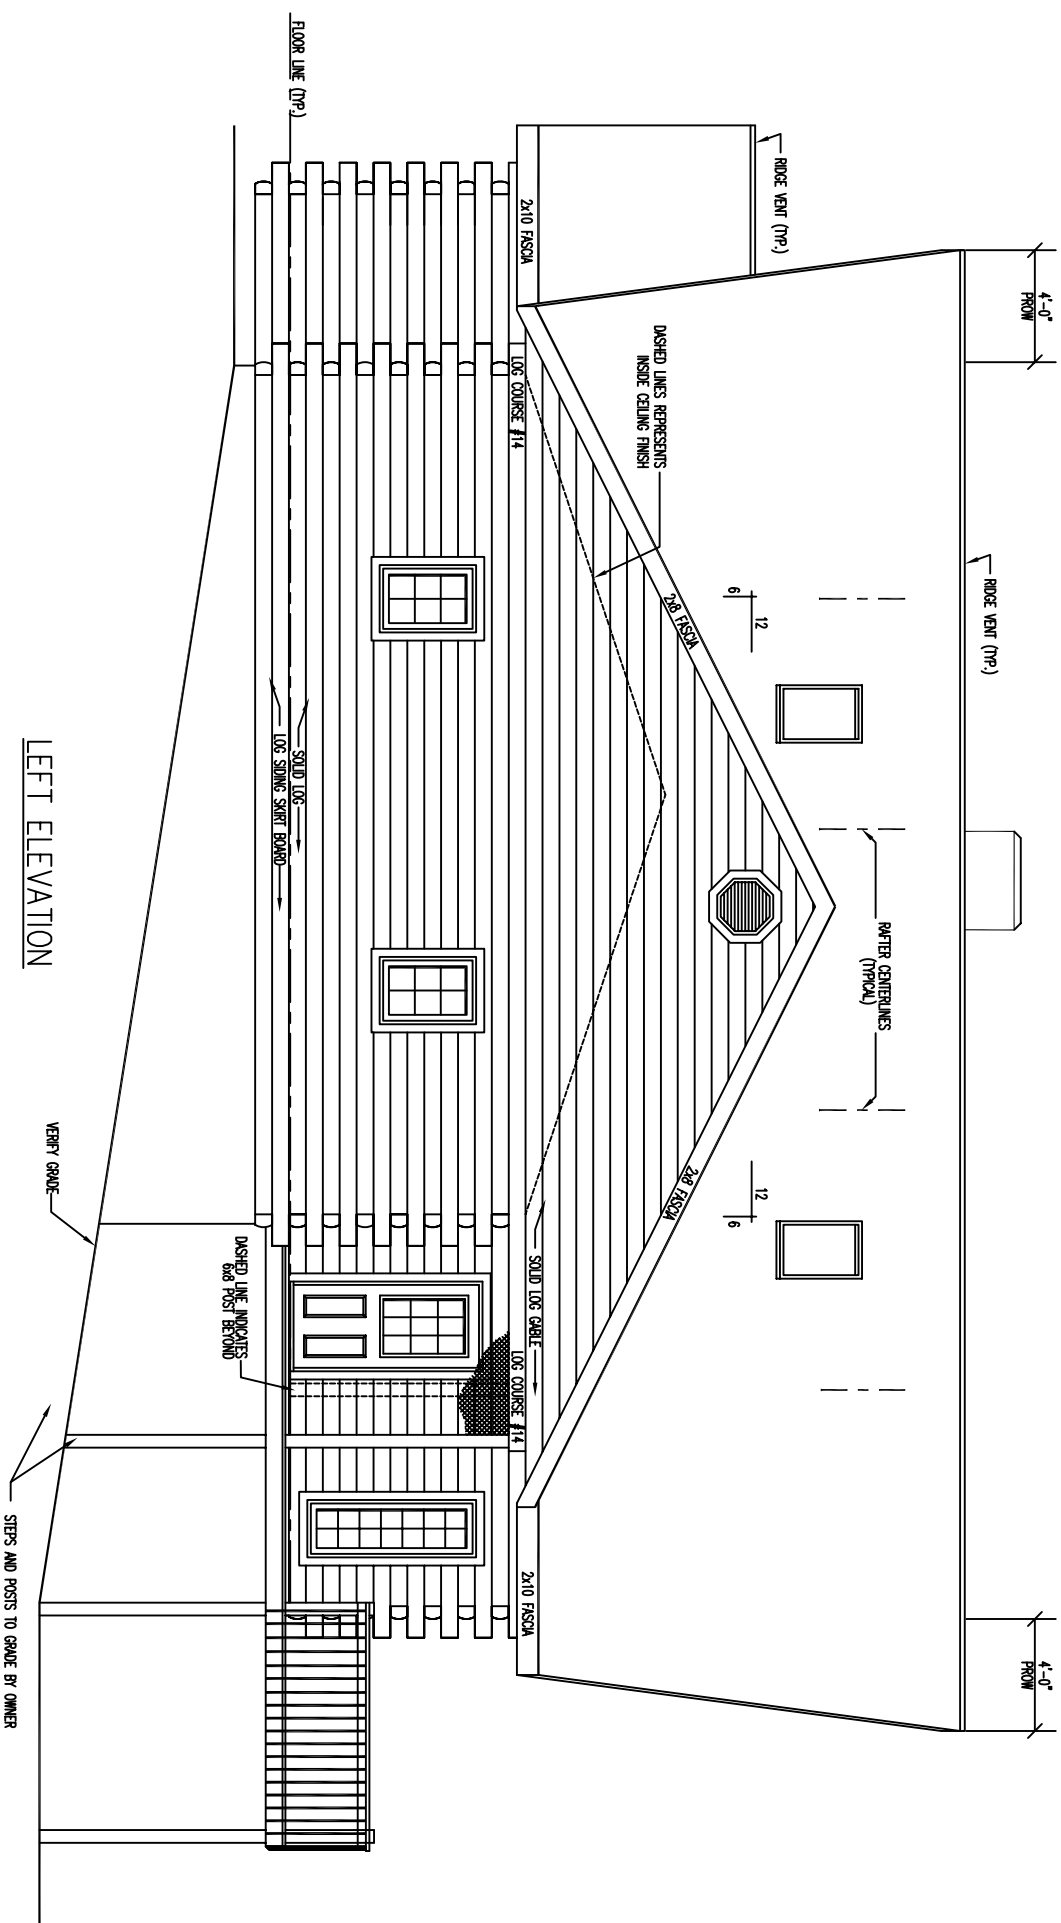 4'-0"
PROW
4'-0"
PROW
RIDGE VENT (TYP.)
RIDGE VENT (TYP.)
RAFTER CENTERLINES
(TYPICAL)
12
6
12
6
DASHED LINES REPRESENTS
INSIDE CEILING FINISH
2x8 FASCIA
2x8 FASCIA
2x10 FASCIA
LOG COURSE #14
SOLID LOG GABLE
LOG COURSE #14
2x10 FASCIA
FLOOR LINE (TYP.)
SOLID LOG
LOG SIDING SKIRT BOARD
DASHED LINE INDICATES
6x8 POST BEYOND
VERIFY GRADE
STEPS AND POSTS TO GRADE BY OWNER
LEFT ELEVATION